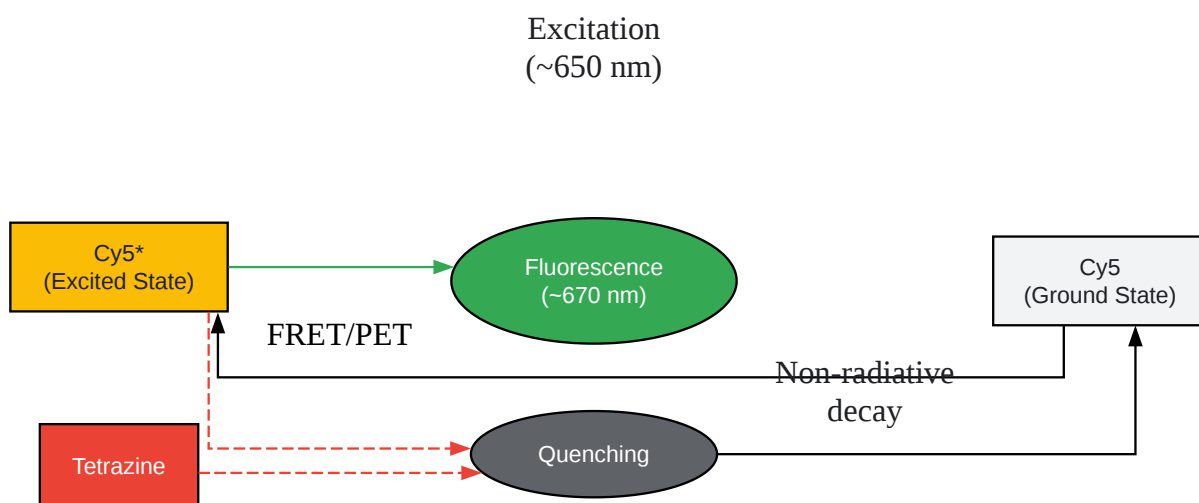 Excitation
(~650 nm)
Cy5*
(Excited State)
Fluorescence
(~670 nm)
Cy5
(Ground State)
FRET/PET
Non-radiative
decay
Tetrazine
Quenching